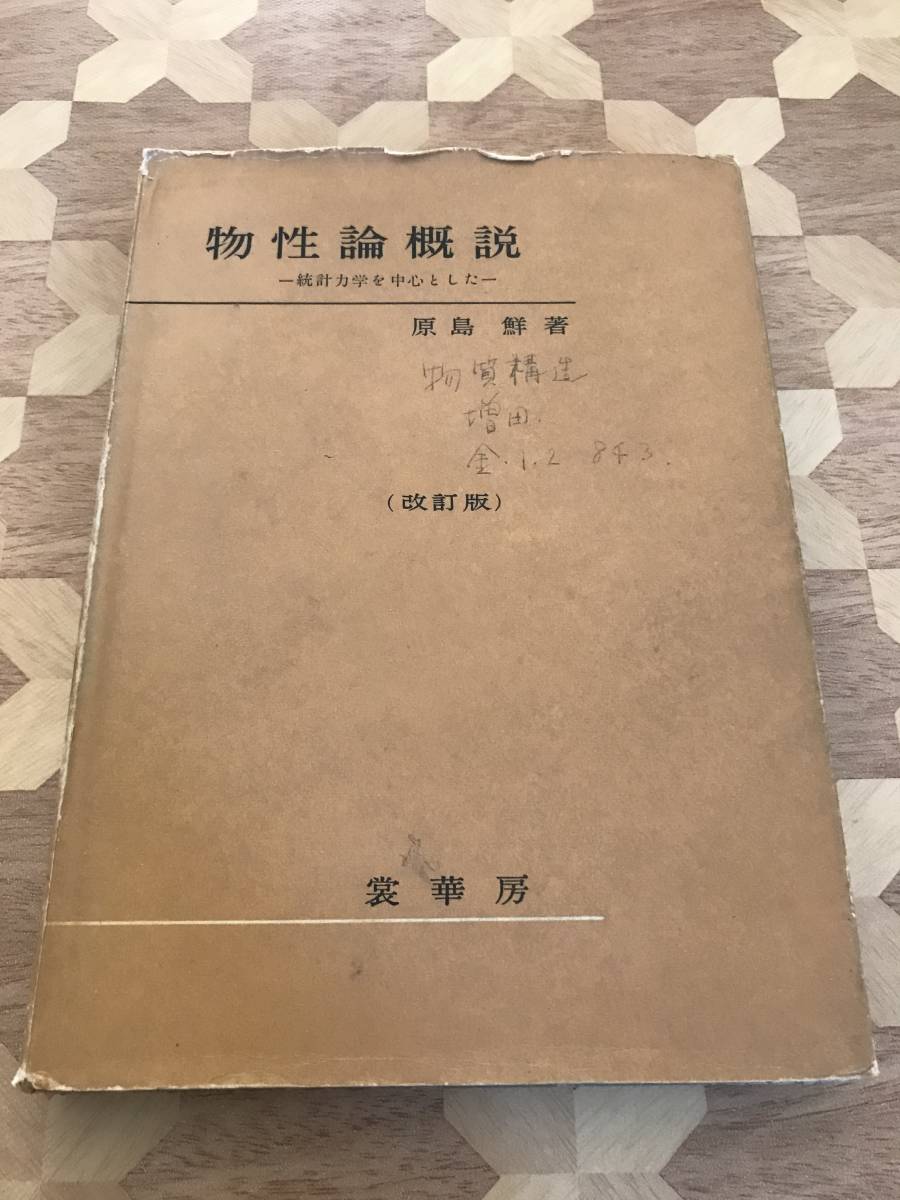 物性論概説
―統計力学を中心とした―
原島 鮮 著
物質構造
増田.
金.1.2 843.
(改訂版)
裳華房